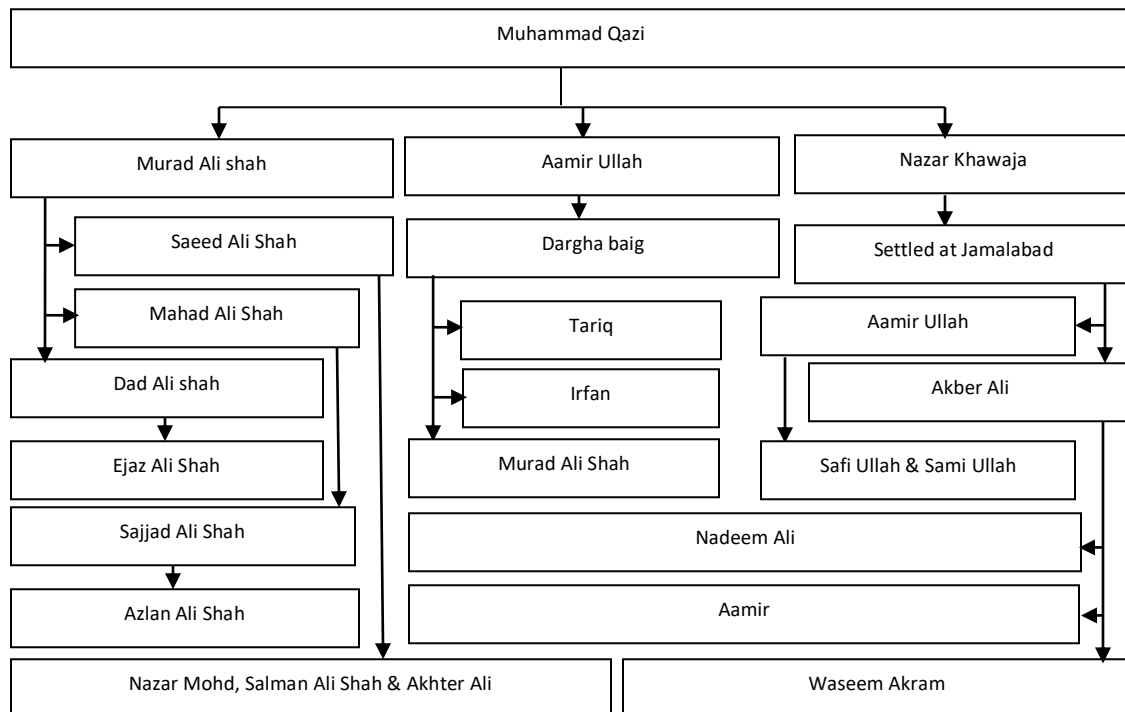 Muhammad Qazi
Murad Ali shah
Aamir Ullah
Nazar Khawaja
Saeed Ali Shah
Dargha baig
Settled at Jamalabad
Mahad Ali Shah
Tariq
Aamir Ullah
Dad Ali shah
Irfan
Akber Ali
Ejaz Ali Shah
Murad Ali Shah
Safi Ullah & Sami Ullah
Sajjad Ali Shah
Nadeem Ali
Azlan Ali Shah
Aamir
Nazar Mohd, Salman Ali Shah & Akhter Ali
Waseem Akram